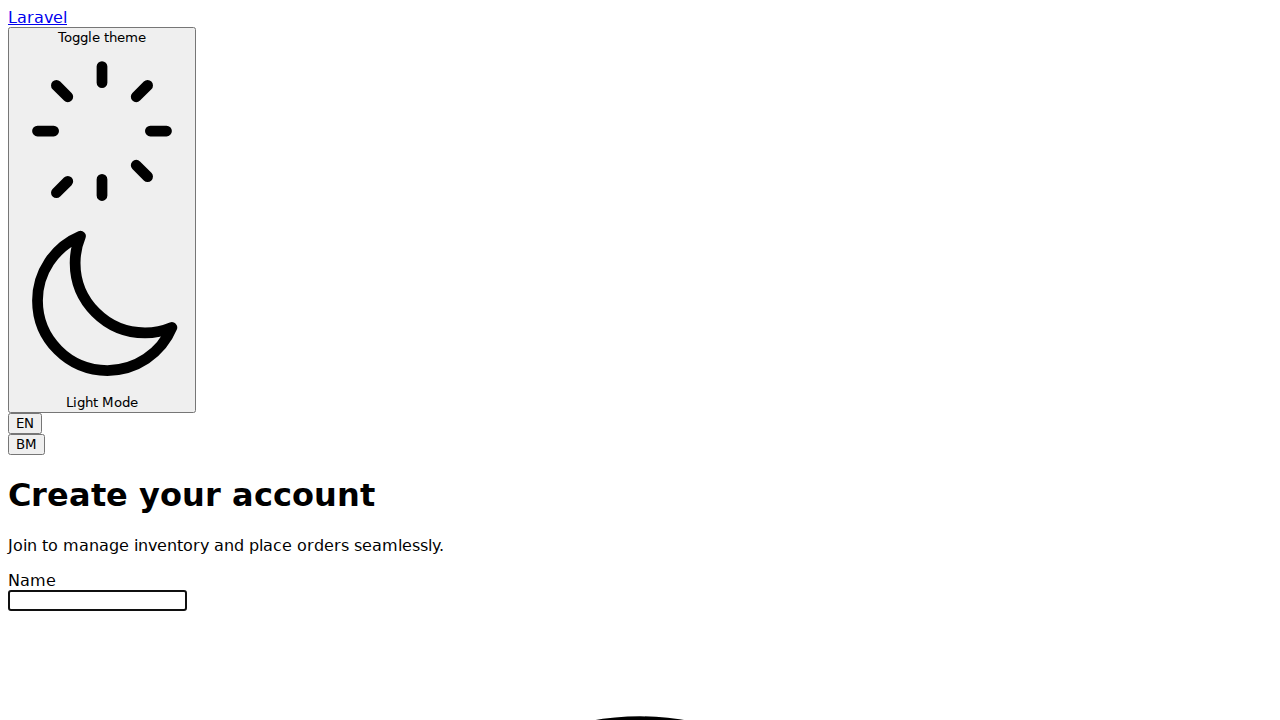 Laravel
Toggle theme
Light Mode
EN
BM
Create your account
Join to manage inventory and place orders seamlessly.
Name